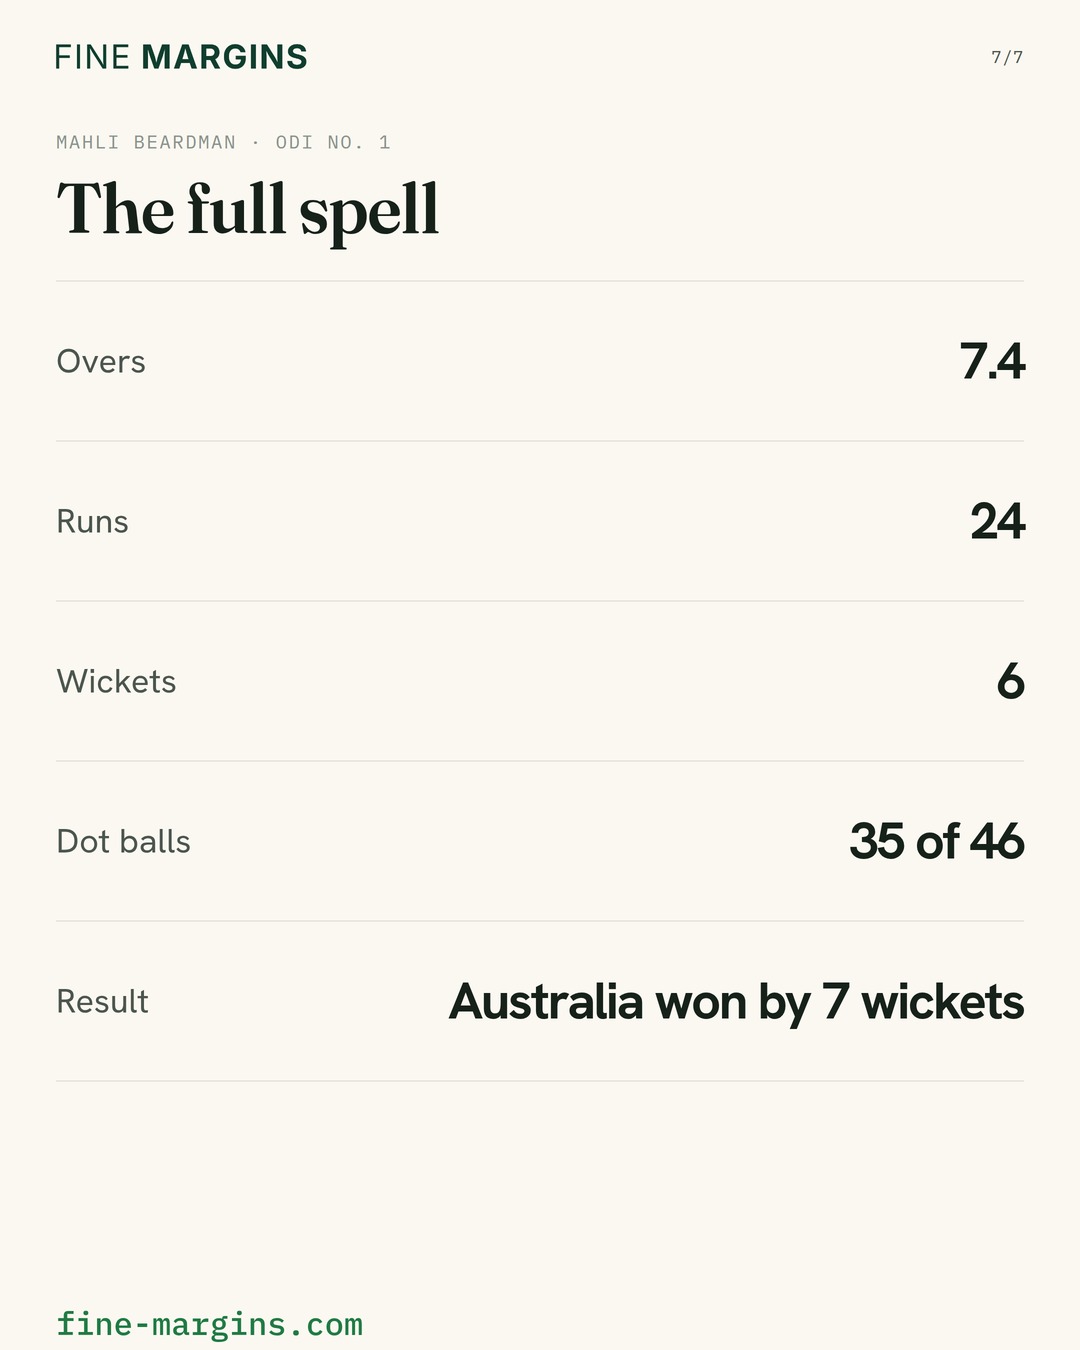 FINE MARGINS
7/7
MAHLI BEARDMAN · ODI NO. 1
The full spell
Overs 7.4
Runs 24
Wickets 6
Dot balls 35 of 46
Result Australia won by 7 wickets
fine-margins.com